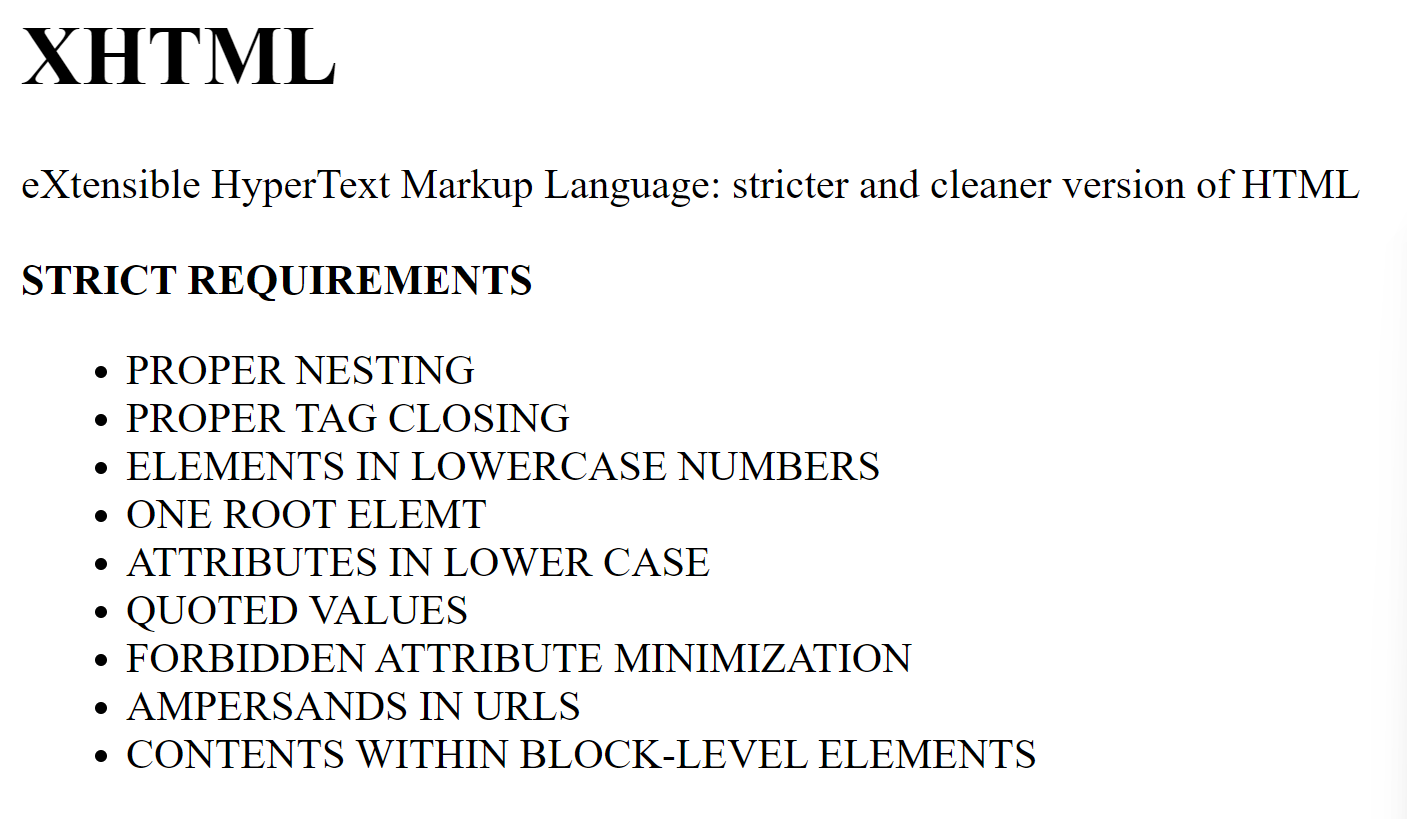 XHTML
eXtensible HyperText Markup Language: stricter and cleaner version of HTML
STRICT REQUIREMENTS
PROPER NESTING
PROPER TAG CLOSING
ELEMENTS IN LOWERCASE NUMBERS
ONE ROOT ELEMT
ATTRIBUTES IN LOWER CASE
QUOTED VALUES
FORBIDDEN ATTRIBUTE MINIMIZATION
AMPERSANDS IN URLS
CONTENTS WITHIN BLOCK-LEVEL ELEMENTS